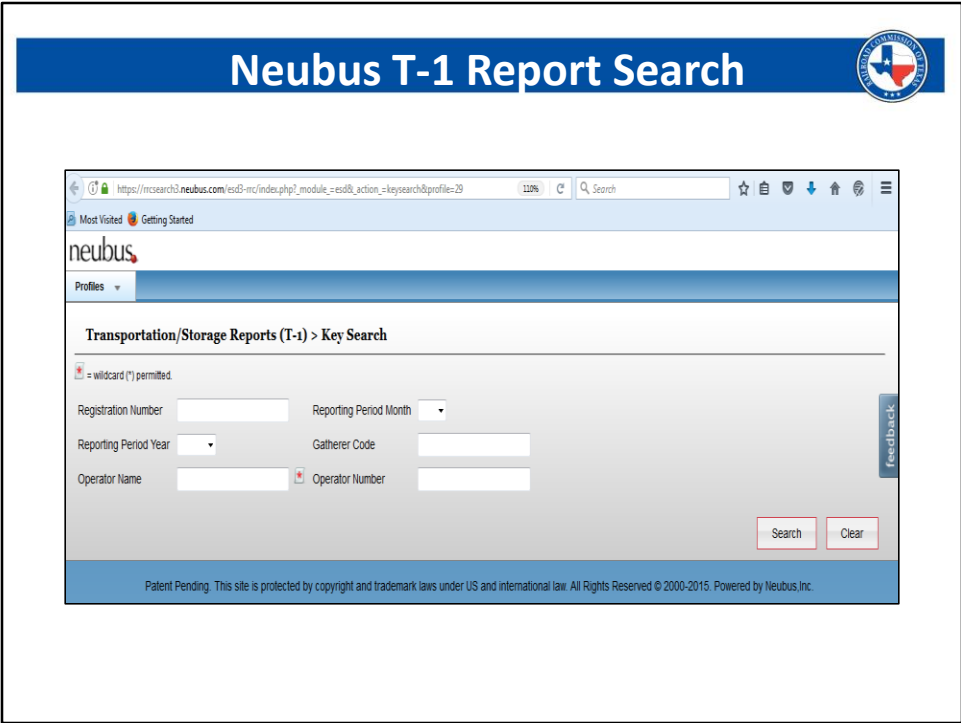 Neubus T-1 Report Search
RAILROAD COMMISSION OF TEXAS
https://rrcsearch3.neubus.com/esd3-rrc/index.php?_module_=esd&_action_=keysearch&profile=29 110% Search
Most Visited Getting Started
neubus
Profiles
Transportation/Storage Reports (T-1) > Key Search
* = wildcard (*) permitted.
Registration Number Reporting Period Month
Reporting Period Year Gatherer Code
Operator Name * Operator Number
feedback
Search Clear
Patent Pending. This site is protected by copyright and trademark laws under US and international law. All Rights Reserved © 2000-2015. Powered by Neubus,Inc.